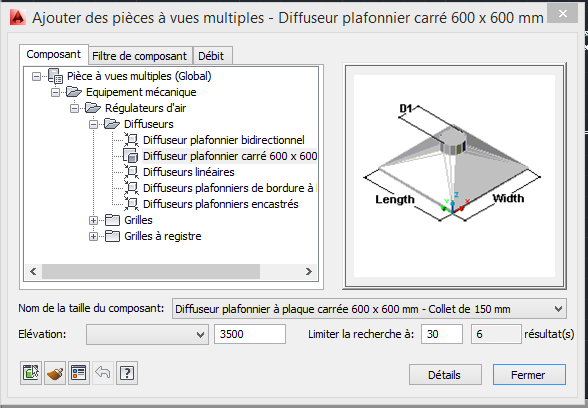 Ajouter des pièces à vues multiples - Diffuseur plafonnier carré 600 x 600 mm
Composant Filtre de composant Débit
Pièce à vues multiples (Global)
Equipement mécanique
Régulateurs d'air
Diffuseurs
Diffuseur plafonnier bidirectionnel
Diffuseur plafonnier carré 600 x 600
Diffuseurs linéaires
Diffuseurs plafonniers de bordure à l
Diffuseurs plafonniers encastrés
Grilles
Grilles à registre
D1
Length
Width
Z
Y
X
Nom de la taille du composant: Diffuseur plafonnier à plaque carrée 600 x 600 mm - Collet de 150 mm
Elévation: 3500 Limiter la recherche à: 30 6 résultat(s)
Détails Fermer